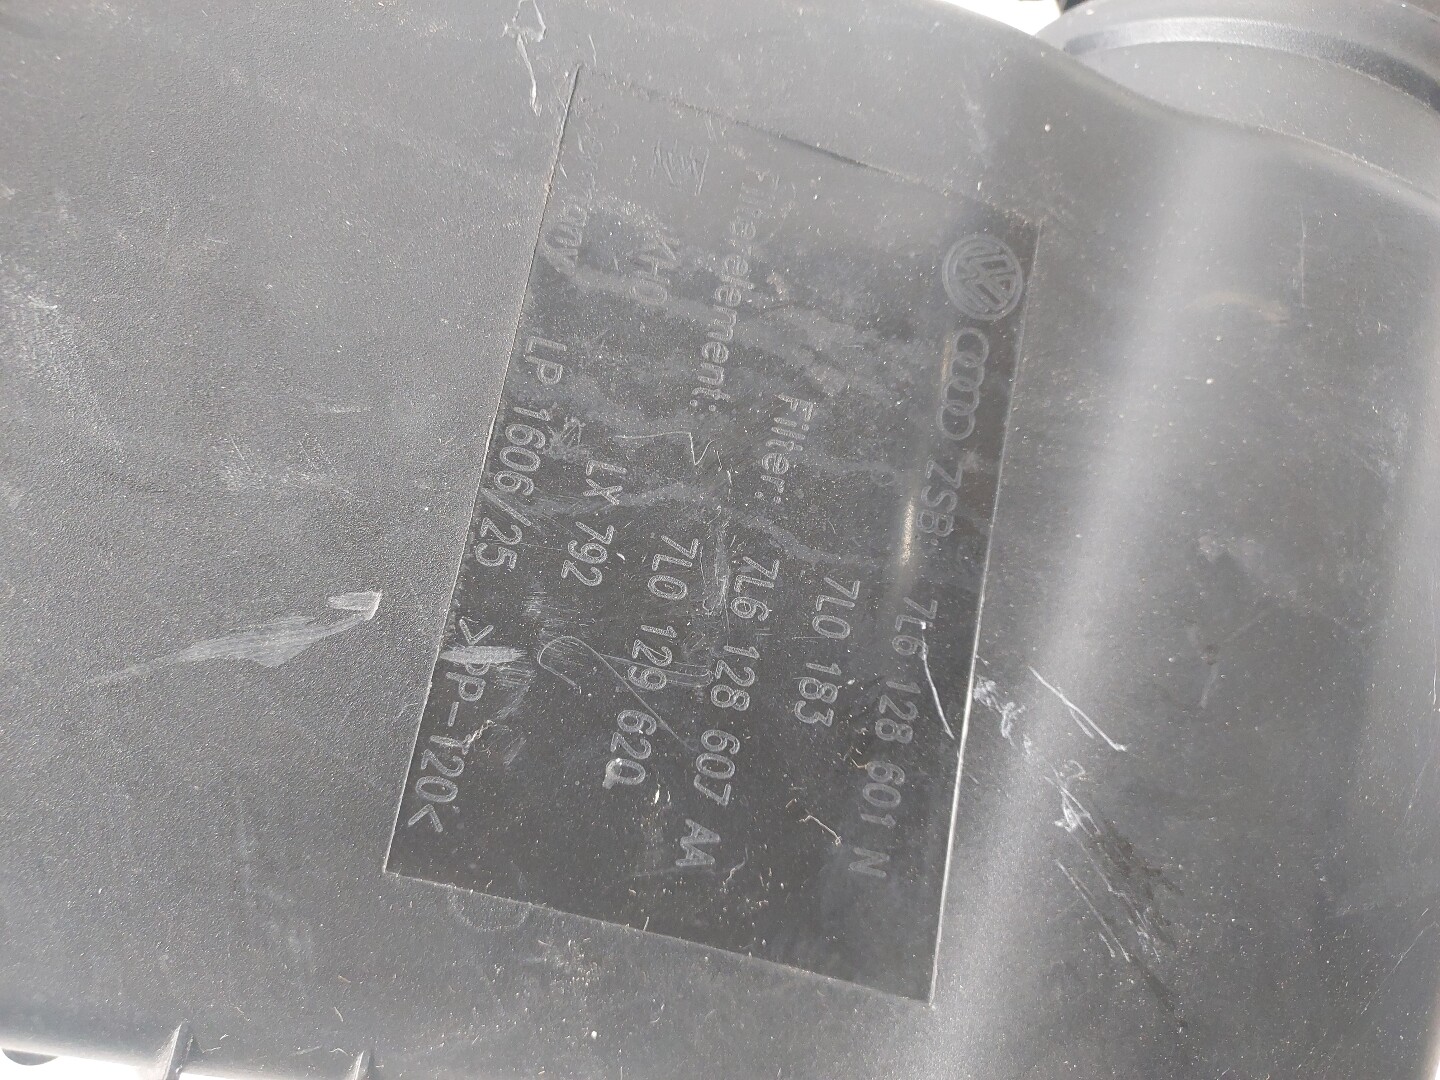 ZSB: 7L6 128 601 N
7L0 183
Filter: 7L6 128 607 AA
Filterelement: 7L0 129 620
LX 792
LP 1606/25 >PP-T20<